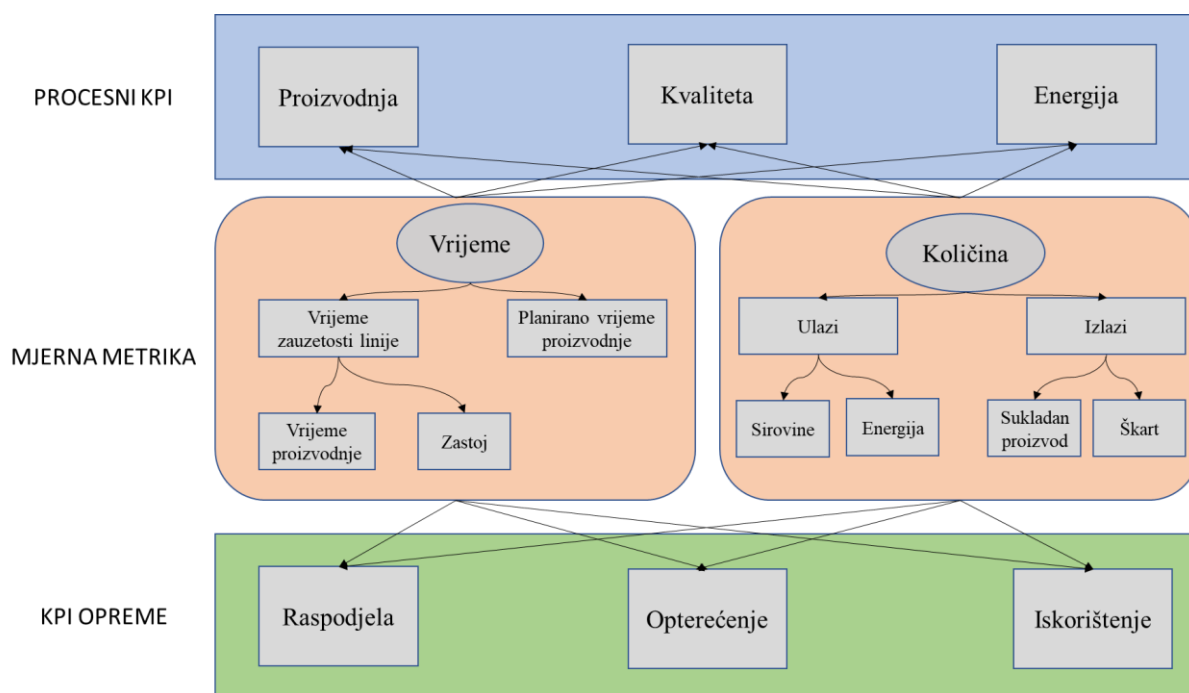 PROCESNI KPI
Proizvodnja
Kvaliteta
Energija
MJERNA METRIKA
Vrijeme
Vrijeme
zauzetosti linije
Planirano vrijeme
proizvodnje
Vrijeme
proizvodnje
Zastoj
Količina
Ulazi
Izlazi
Sirovine
Energija
Sukladan
proizvod
Škart
KPI OPREME
Raspodjela
Opterećenje
Iskorištenje